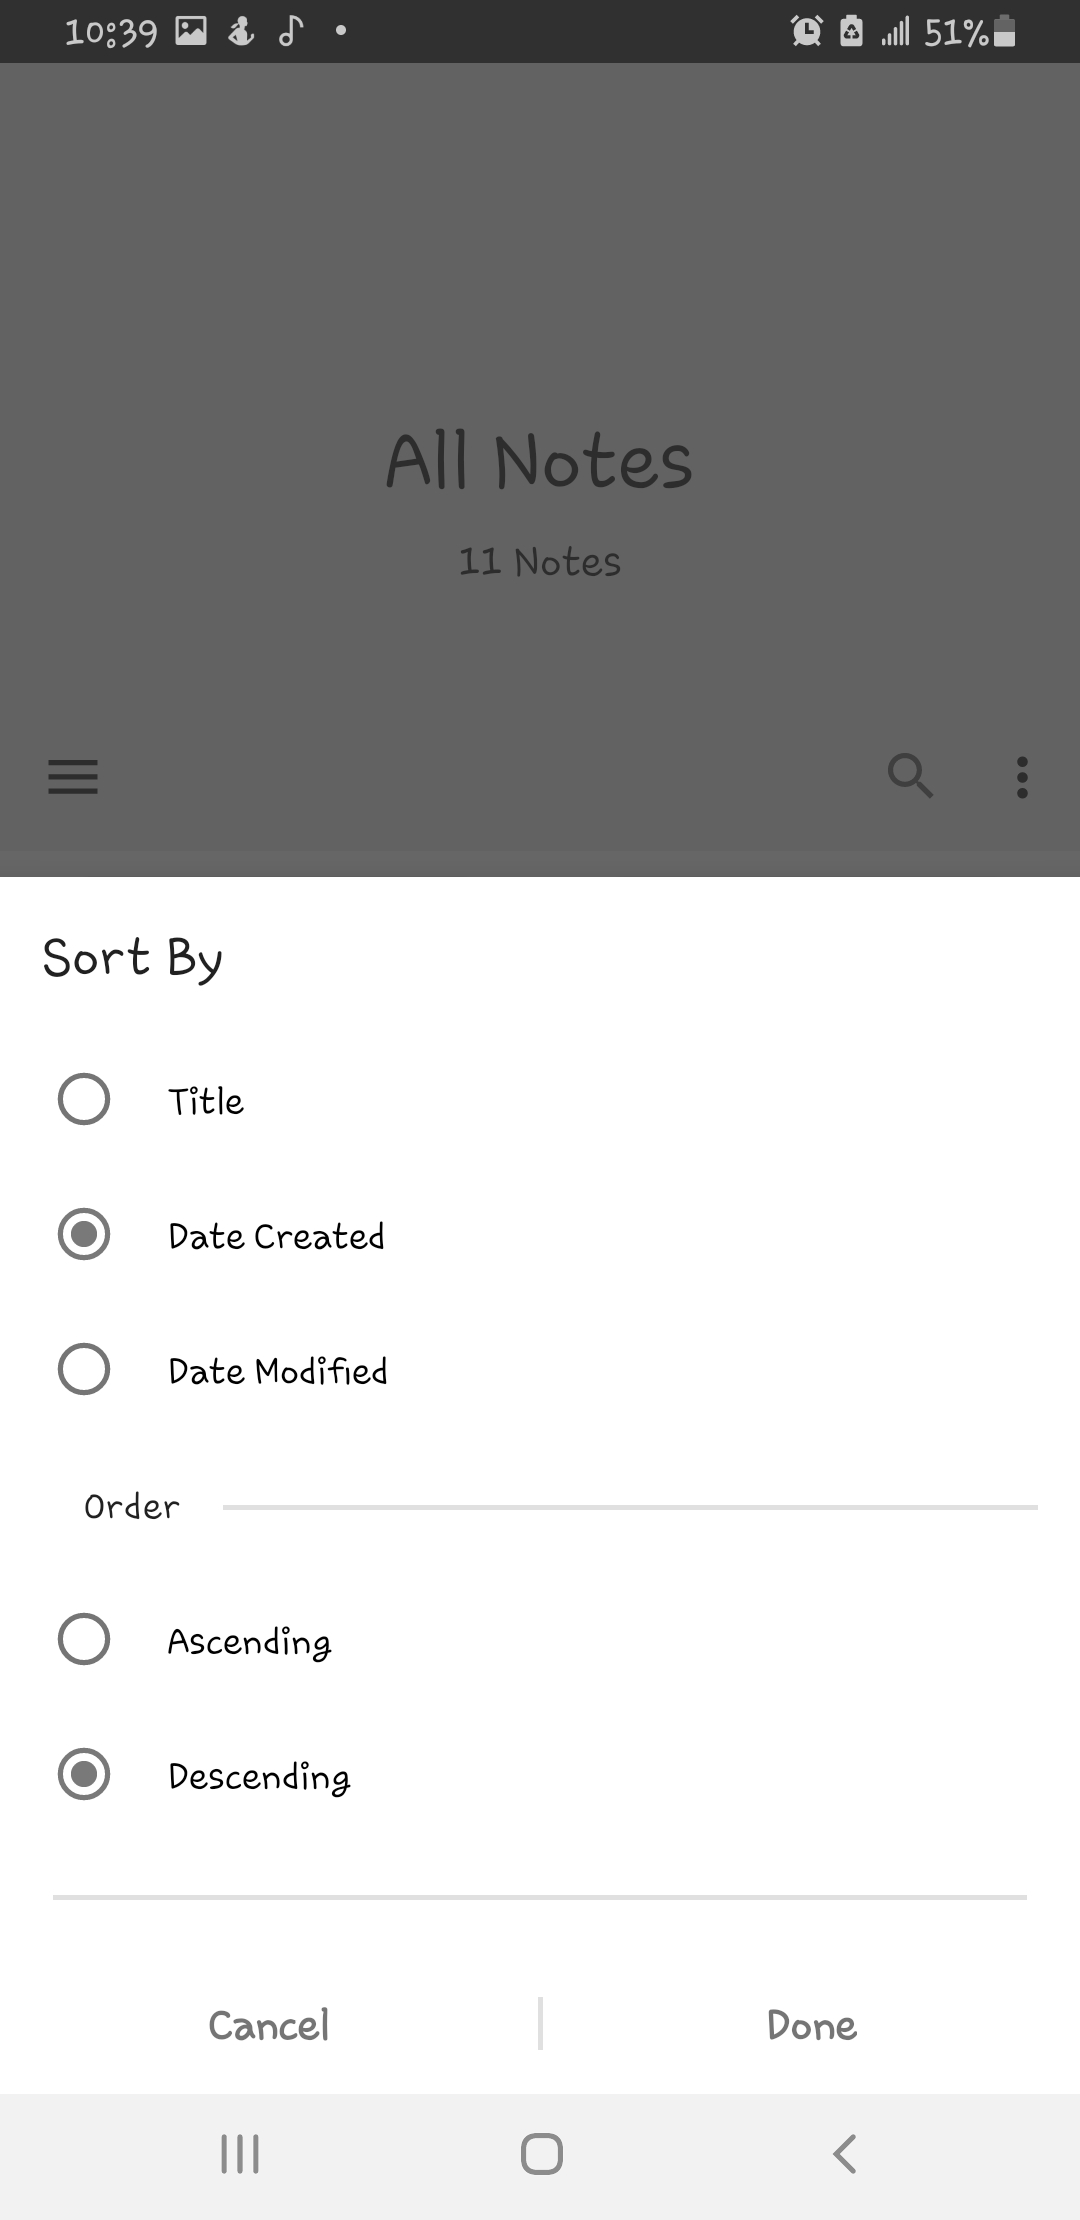 10:39 51%
All Notes
11 Notes
Sort By
Title
Date Created
Date Modified
Order
Ascending
Descending
Cancel Done